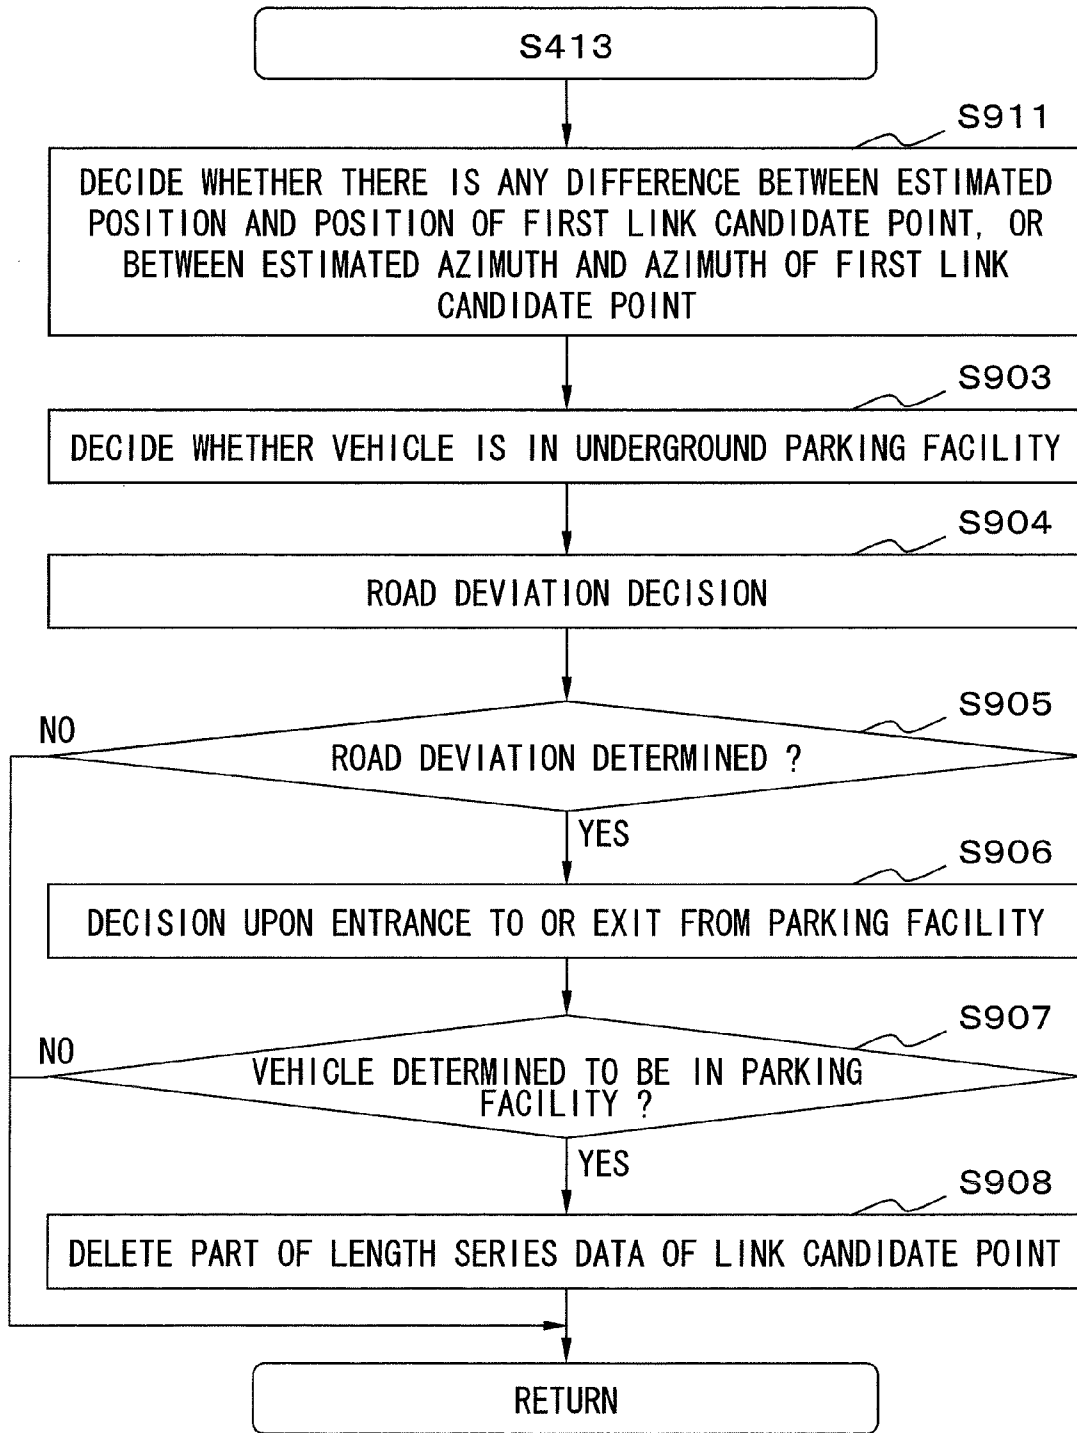 S413
S911
DECIDE WHETHER THERE IS ANY DIFFERENCE BETWEEN ESTIMATED
POSITION AND POSITION OF FIRST LINK CANDIDATE POINT, OR
BETWEEN ESTIMATED AZIMUTH AND AZIMUTH OF FIRST LINK
CANDIDATE POINT
S903
DECIDE WHETHER VEHICLE IS IN UNDERGROUND PARKING FACILITY
S904
ROAD DEVIATION DECISION
S905
NO
ROAD DEVIATION DETERMINED ?
YES
S906
DECISION UPON ENTRANCE TO OR EXIT FROM PARKING FACILITY
S907
NO
VEHICLE DETERMINED TO BE IN PARKING
FACILITY ?
YES
S908
DELETE PART OF LENGTH SERIES DATA OF LINK CANDIDATE POINT
RETURN